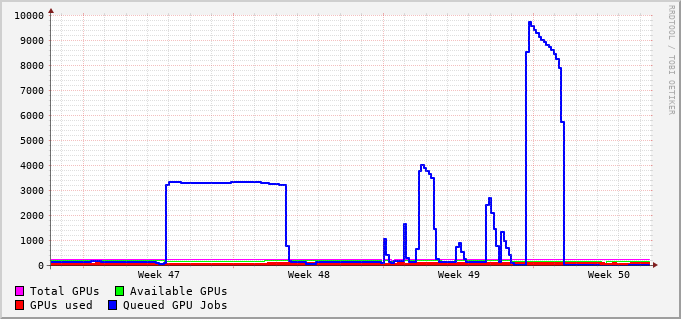 10000
9000
8000
7000
6000
5000
4000
3000
2000
1000
0
Week 47 Week 48 Week 49 Week 50
Total GPUs Available GPUs
GPUs used Queued GPU Jobs
RRDTOOL / TOBI OETIKER